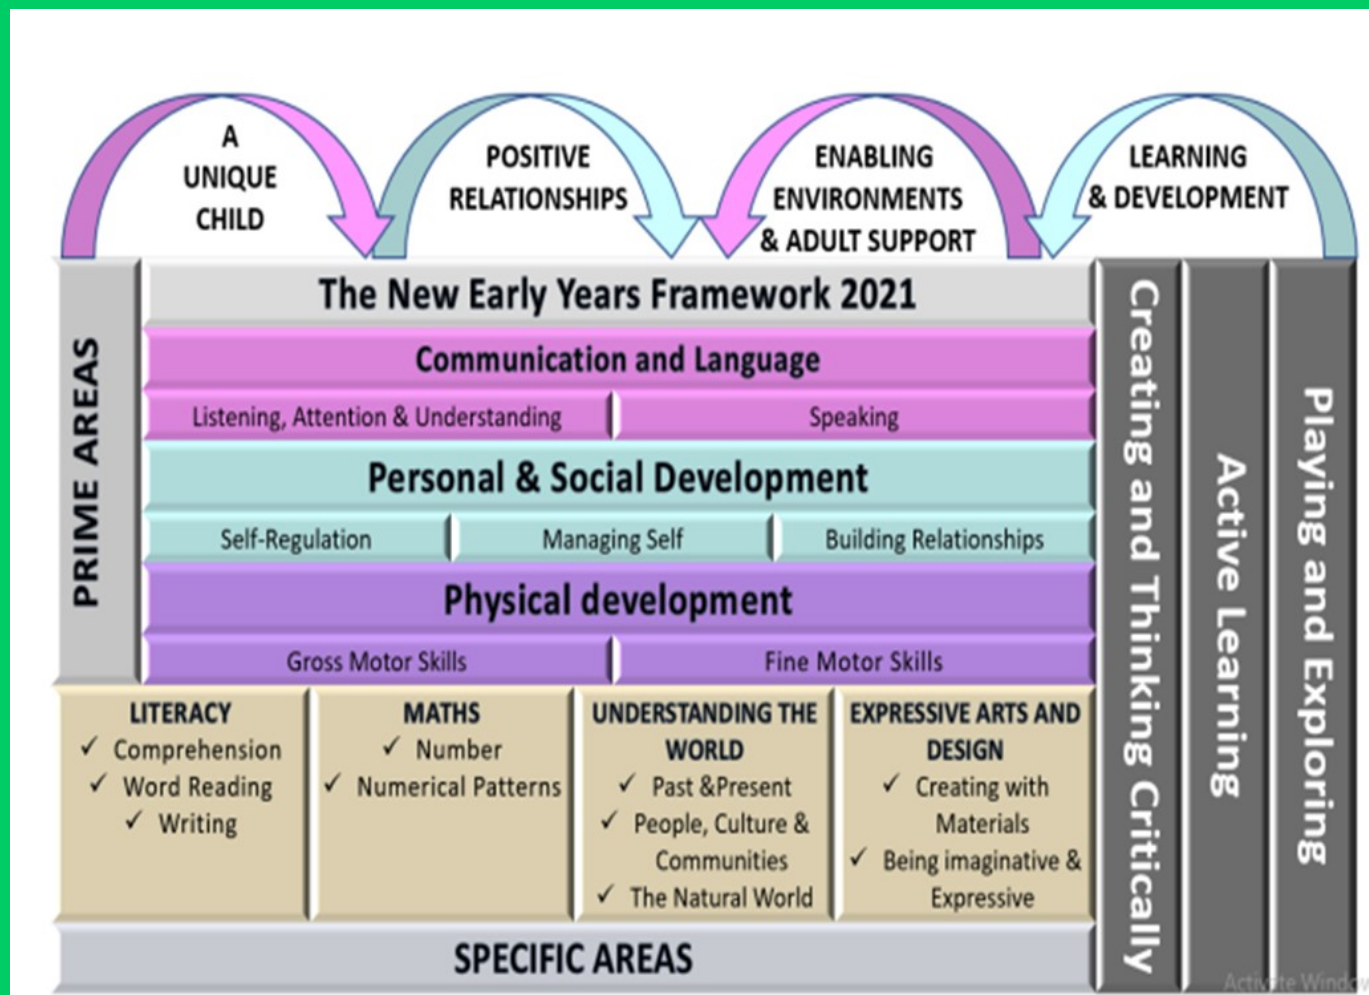 A
UNIQUE
CHILD
POSITIVE
RELATIONSHIPS
ENABLING
ENVIRONMENTS
& ADULT SUPPORT
LEARNING
& DEVELOPMENT
PRIME AREAS
The New Early Years Framework 2021
Communication and Language
Listening, Attention & Understanding
Speaking
Personal & Social Development
Self-Regulation
Managing Self
Building Relationships
Physical development
Gross Motor Skills
Fine Motor Skills
LITERACY
✓ Comprehension
✓ Word Reading
✓ Writing
MATHS
✓ Number
✓ Numerical Patterns
UNDERSTANDING THE
WORLD
✓ Past &Present
✓ People, Culture &
Communities
✓ The Natural World
EXPRESSIVE ARTS AND
DESIGN
✓ Creating with
Materials
✓ Being imaginative &
Expressive
SPECIFIC AREAS
Creating and Thinking Critically
Active Learning
Playing and Exploring
Activate Window